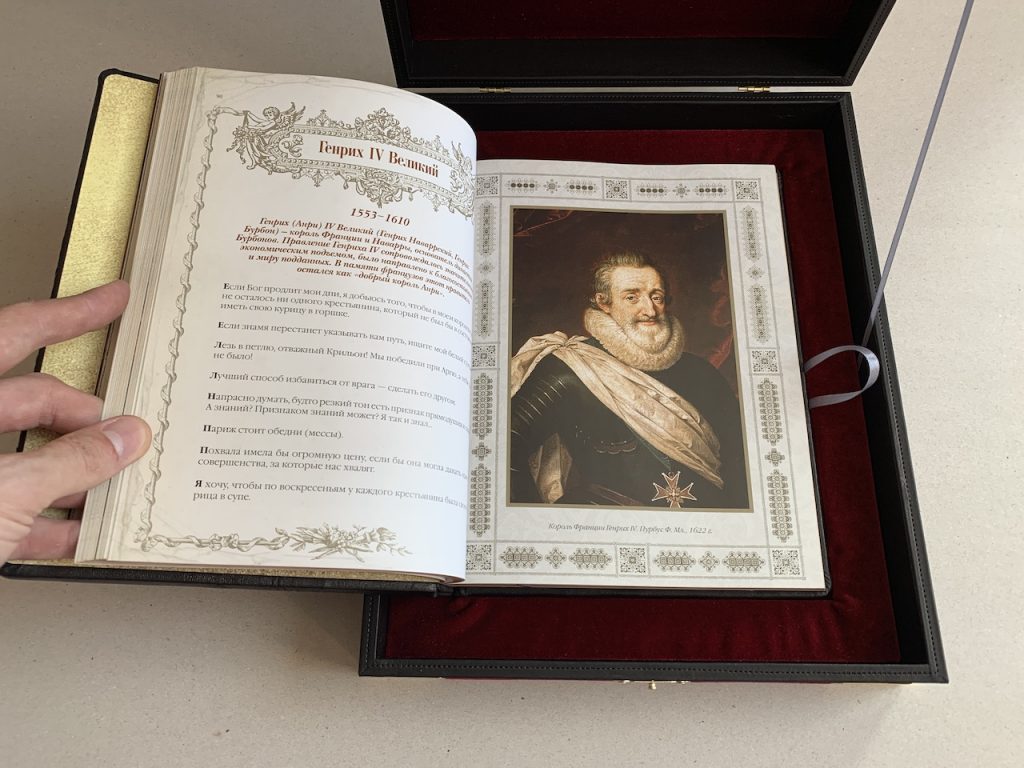 Генрих IV Великий
1553–1610
Генрих (Анри) IV Великий (Генрих Наваррский, Генрих
Бурбон) – король Франции и Наварры, основатель
Бурбонов. Правление Генриха IV сопровождалось
экономическим подъемом, было направлено к
и миру подданных. В памяти французов этот
остался как «добрый король Анри».
Если Бог продлит мои дни, я добьюсь того, чтобы в моем
не осталось ни одного крестьянина, который не был бы в
иметь свою курицу в горшке.
Если знамя перестанет указывать вам путь, ищите мой белый
Лезь в петлю, отважный Крильон! Мы победили при Арке, а тебя
не было!
Лучший способ избавиться от врага — сделать его другом.
Напрасно думать, будто резкий тон есть признак прямодушия и
А знаний? Признаком знаний может? Я так и знал...
Париж стоит обедни (мессы).
Похвала имела бы огромную цену, если бы она могла давать
совершенства, за которые нас хвалят.
Я хочу, чтобы по воскресеньям у каждого крестьянина была
рица в супе.
Король Франции Генрих IV. Пурбус Ф. Мл., 1622 г.